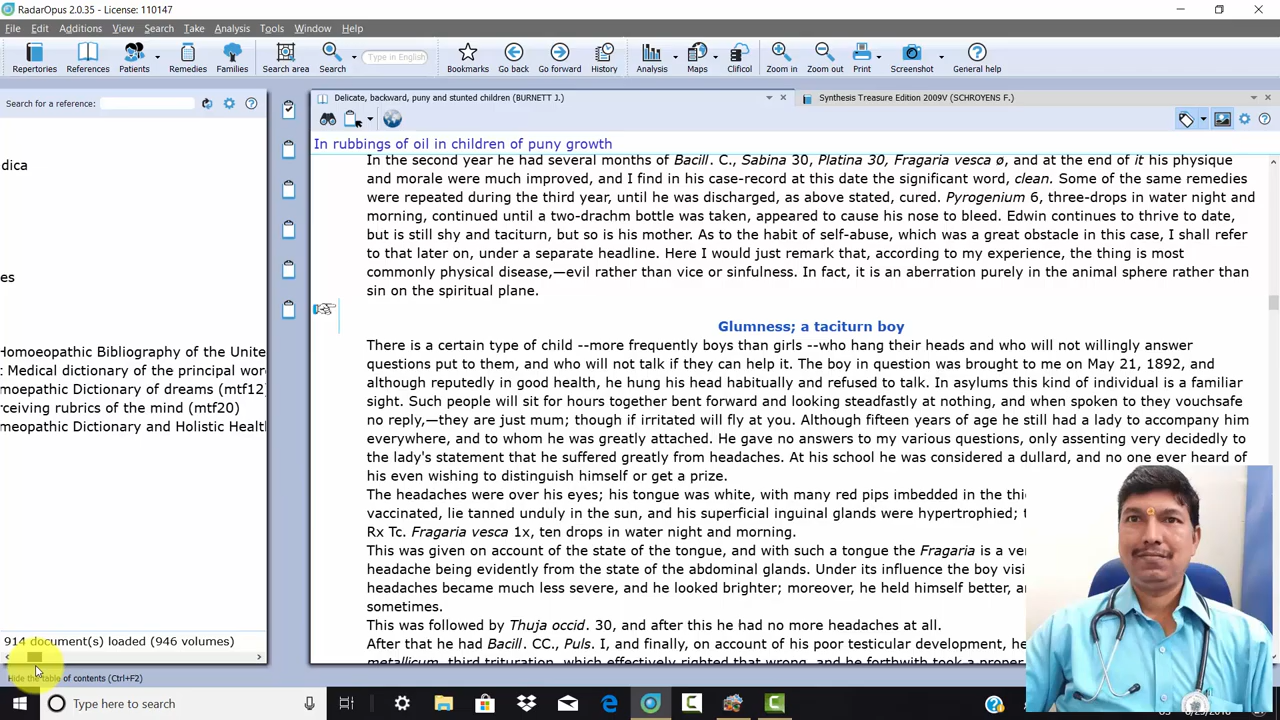 RadarOpus 2.0.35 - License: 110147
File Edit Additions View Search Take Analysis Tools Window Help
Repertories References Patients Remedies Families Search area Search Type in English Bookmarks Go back Go forward History Analysis Maps Clificol Zoom in Zoom out Print Screenshot General help
Search for a reference:
Delicate, backward, puny and stunted children (BURNETT J.)
Synthesis Treasure Edition 2009V (SCHROYENS F.)
dica
es
Homoeopathic Bibliography of the Unite
: Medical dictionary of the principal wor
moepathic Dictionary of dreams (mtf12)
rceiving rubrics of the mind (mtf20)
meopathic Dictionary and Holistic Healt
914 document(s) loaded (946 volumes)
Hide the table of contents (Ctrl+F2)
In rubbings of oil in children of puny growth
In the second year he had several months of Bacill. C., Sabina 30, Platina 30, Fragaria vesca ø, and at the end of it his physique
and morale were much improved, and I find in his case-record at this date the significant word, clean. Some of the same remedies
were repeated during the third year, until he was discharged, as above stated, cured. Pyrogenium 6, three-drops in water night and
morning, continued until a two-drachm bottle was taken, appeared to cause his nose to bleed. Edwin continues to thrive to date,
but is still shy and taciturn, but so is his mother. As to the habit of self-abuse, which was a great obstacle in this case, I shall refer
to that later on, under a separate headline. Here I would just remark that, according to my experience, the thing is most
commonly physical disease,—evil rather than vice or sinfulness. In fact, it is an aberration purely in the animal sphere rather than
sin on the spiritual plane.
Glumness; a taciturn boy
There is a certain type of child --more frequently boys than girls --who hang their heads and who will not willingly answer
questions put to them, and who will not talk if they can help it. The boy in question was brought to me on May 21, 1892, and
although reputedly in good health, he hung his head habitually and refused to talk. In asylums this kind of individual is a familiar
sight. Such people will sit for hours together bent forward and looking steadfastly at nothing, and when spoken to they vouchsafe
no reply,—they are just mum; though if irritated will fly at you. Although fifteen years of age he still had a lady to accompany him
everywhere, and to whom he was greatly attached. He gave no answers to my various questions, only assenting very decidedly to
the lady's statement that he suffered greatly from headaches. At his school he was considered a dullard, and no one ever heard of
his even wishing to distinguish himself or get a prize.
The headaches were over his eyes; his tongue was white, with many red pips imbedded in the thi
vaccinated, lie tanned unduly in the sun, and his superficial inguinal glands were hypertrophied; t
Rx Tc. Fragaria vesca 1x, ten drops in water night and morning.
This was given on account of the state of the tongue, and with such a tongue the Fragaria is a ver
headache being evidently from the state of the abdominal glands. Under its influence the boy visi
headaches became much less severe, and he looked brighter; moreover, he held himself better, an
sometimes.
This was followed by Thuja occid. 30, and after this he had no more headaches at all.
After that he had Bacill. CC., Puls. I, and finally, on account of his poor testicular development, he
metallicum, third trituration, which effectively righted that wrong, and he forthwith took a proper
Type here to search